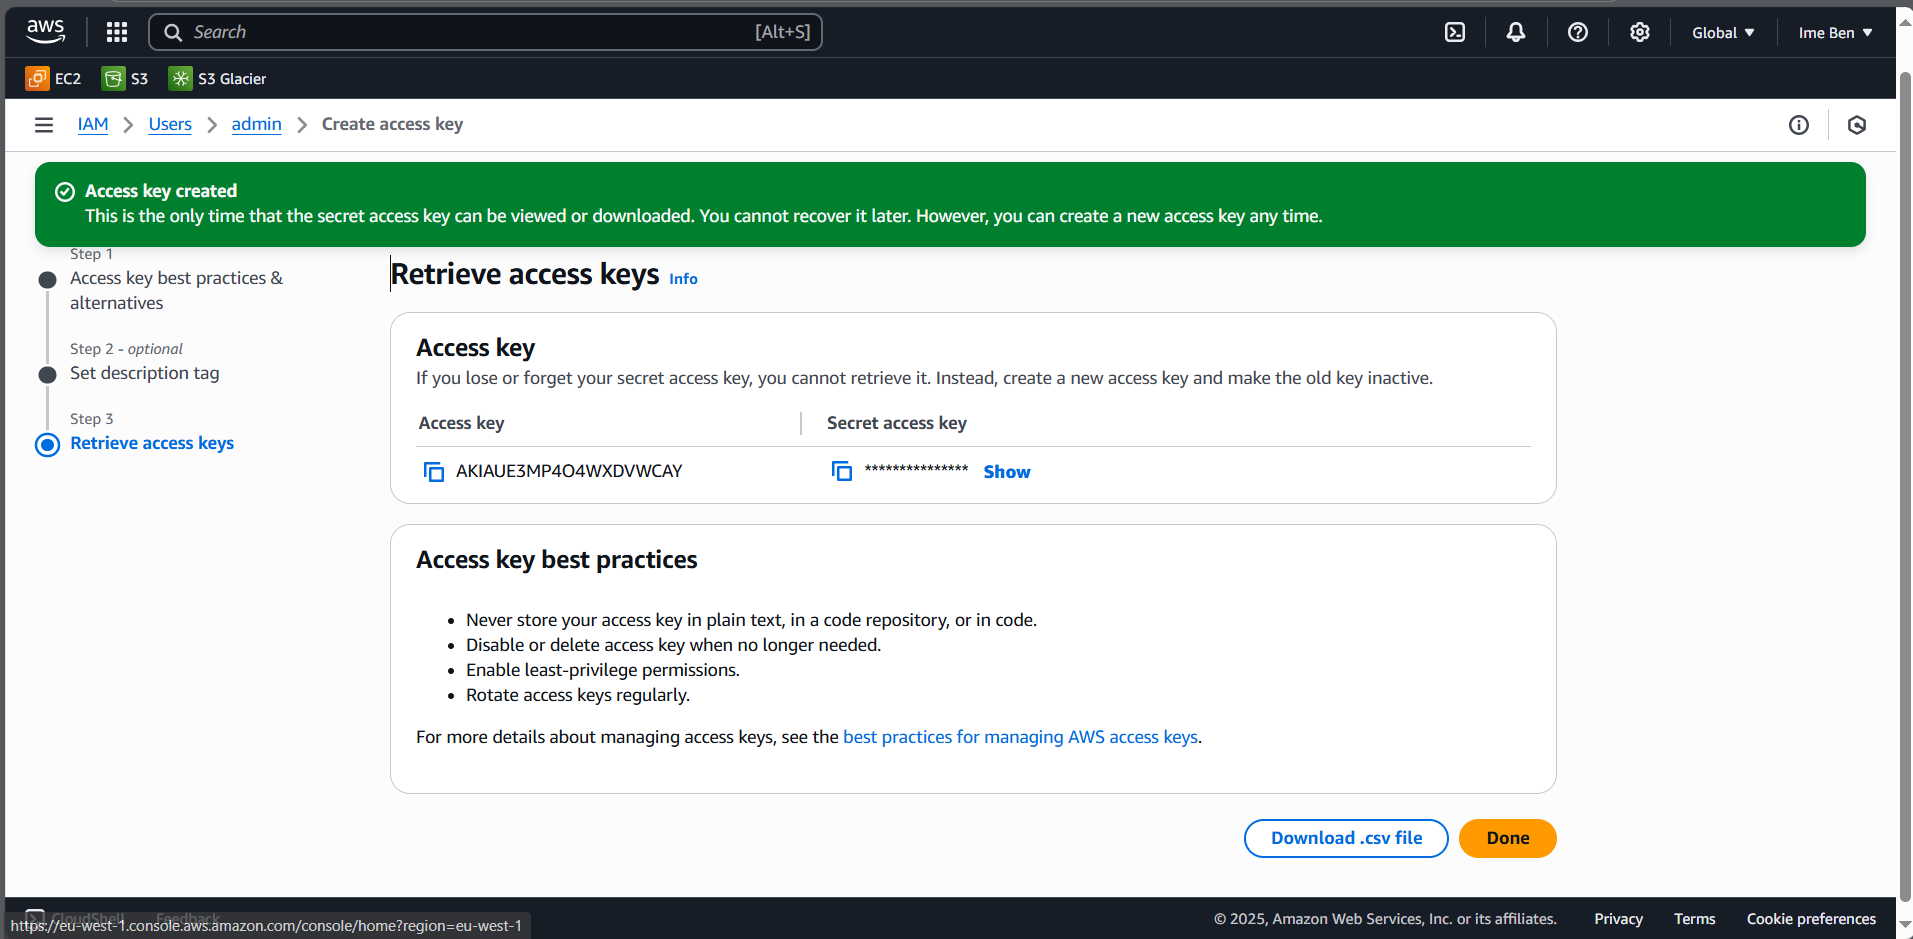 aws
Search
[Alt+S]
Global
Ime Ben
EC2
S3
S3 Glacier
IAM
Users
admin
Create access key
Access key created
This is the only time that the secret access key can be viewed or downloaded. You cannot recover it later. However, you can create a new access key any time.
Step 1
Access key best practices &
alternatives
Step 2 - optional
Set description tag
Step 3
Retrieve access keys
Retrieve access keys Info
Access key
If you lose or forget your secret access key, you cannot retrieve it. Instead, create a new access key and make the old key inactive.
Access key
Secret access key
AKIAUE3MP4O4WXDVWCAY
*************** Show
Access key best practices
• Never store your access key in plain text, in a code repository, or in code.
• Disable or delete access key when no longer needed.
• Enable least-privilege permissions.
• Rotate access keys regularly.
For more details about managing access keys, see the best practices for managing AWS access keys.
Download .csv file
Done
CloudShell
Feedback
https://eu-west-1.console.aws.amazon.com/console/home?region=eu-west-1
© 2025, Amazon Web Services, Inc. or its affiliates.
Privacy
Terms
Cookie preferences